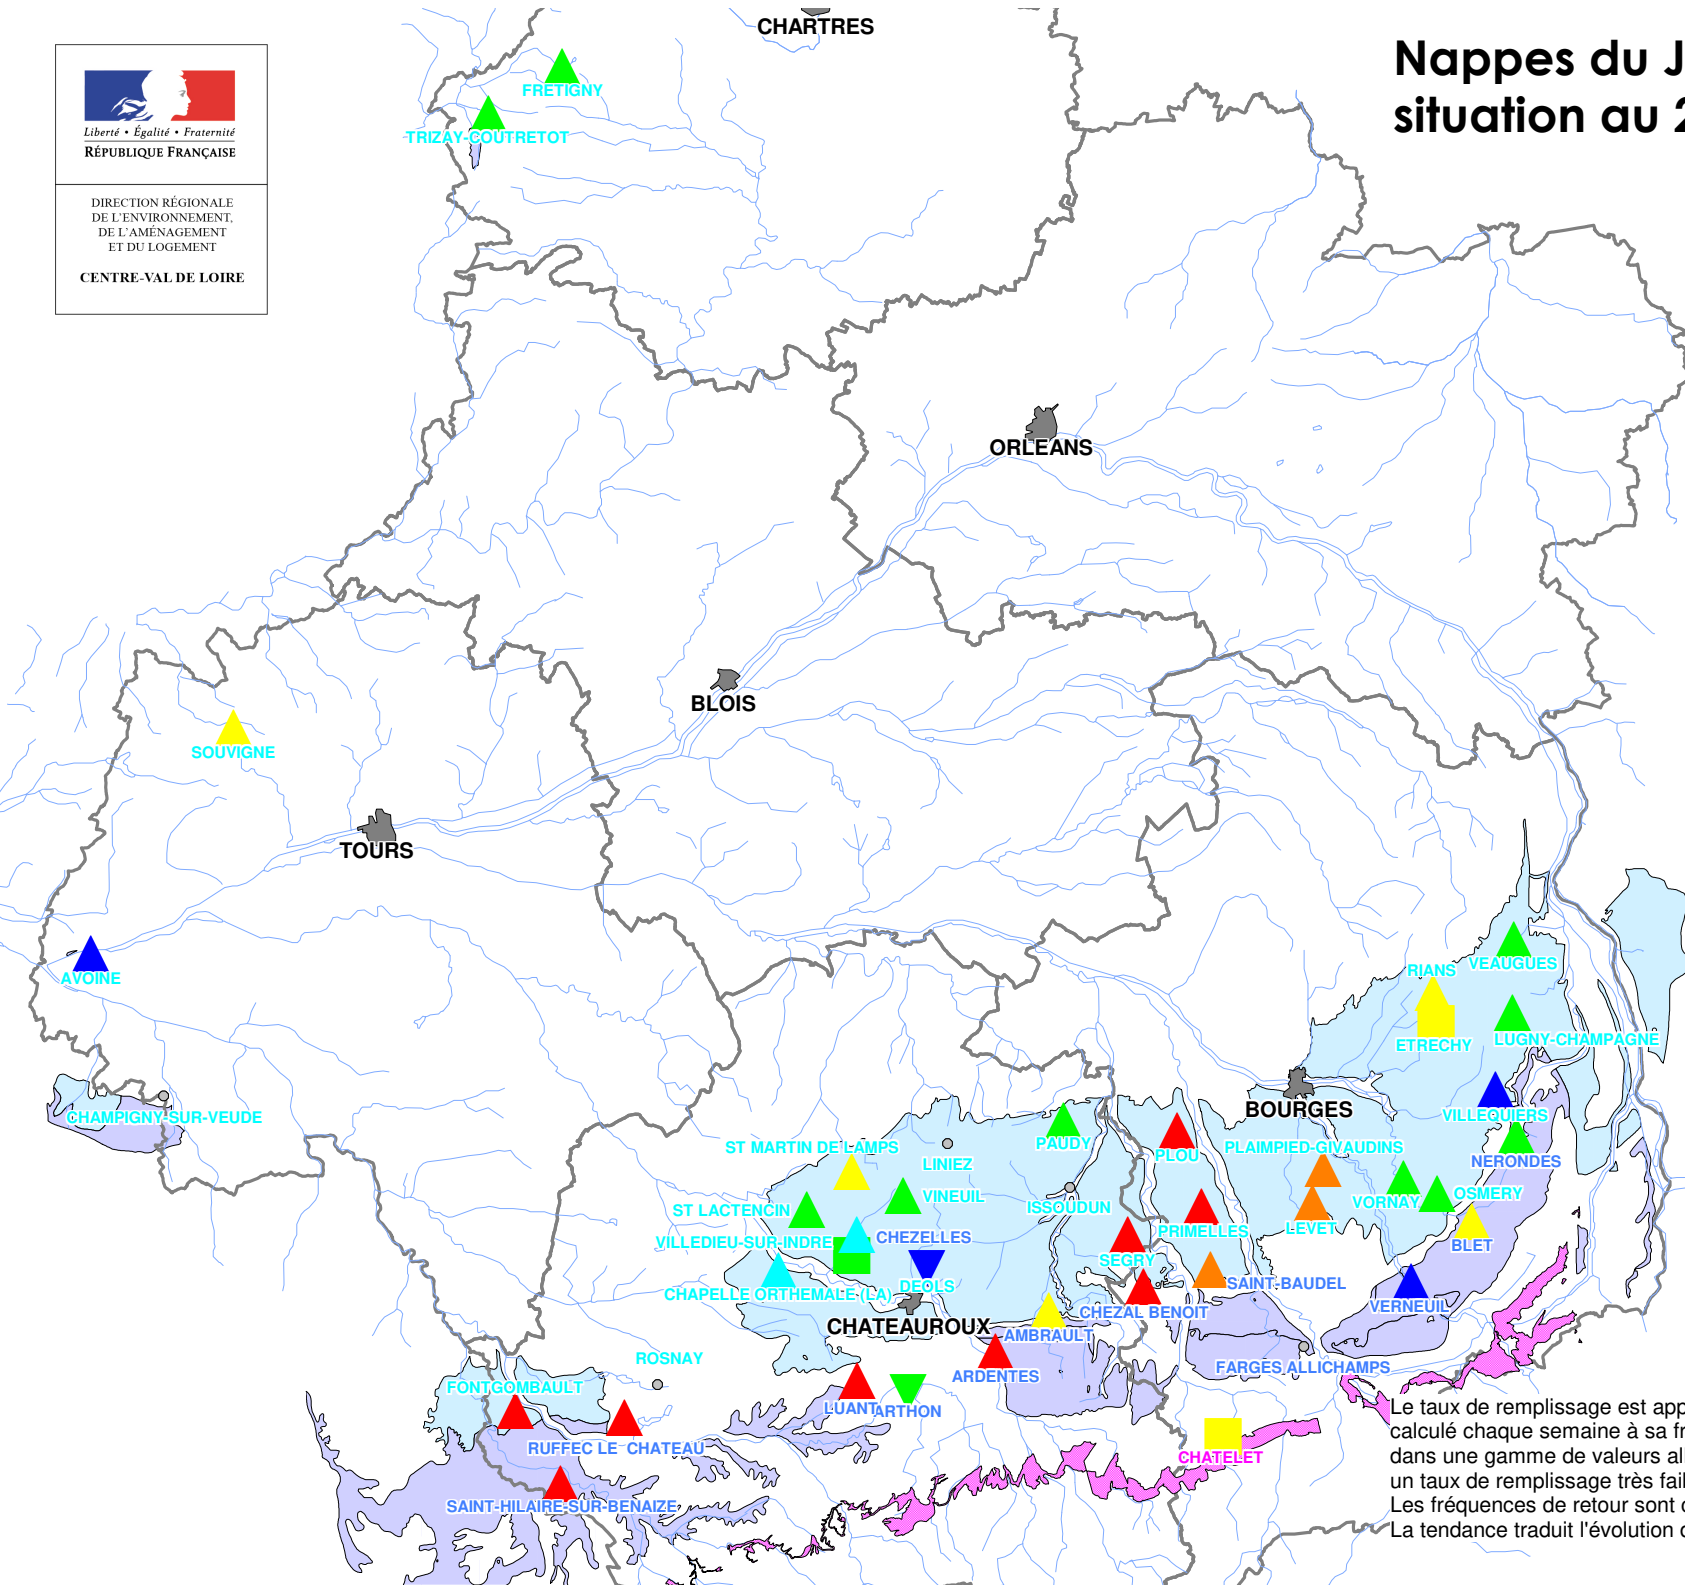 CHARTRES
Nappes du J
situation au 2
Liberté • Égalité • Fraternité
RÉPUBLIQUE FRANÇAISE
DIRECTION RÉGIONALE
DE L'ENVIRONNEMENT,
DE L'AMÉNAGEMENT
ET DU LOGEMENT
CENTRE-VAL DE LOIRE
FRETIGNY
TRIZAY-COUTRETOT
ORLEANS
BLOIS
SOUVIGNE
TOURS
AVOINE
RIANS
VEAUGUES
ETRECHY
LUGNY-CHAMPAGNE
CHAMPIGNY-SUR-VEUDE
BOURGES
VILLEQUIERS
ST MARTIN DE LAMPS
LINIEZ
PAUDY
PLOU
PLAIMPIED-GIVAUDINS
NERONDES
ST LACTENCIN
VINEUIL
ISSOUDUN
PRIMELLES
LEVET
VORNAY
OSMERY
VILLEDIEU-SUR-INDRE
CHEZELLES
SEGRY
BLET
CHAPELLE ORTHEMALE (LA)
DEOLS
SAINT-BAUDEL
VERNEUIL
CHATEAUROUX
AMBRAULT
CHEZAL BENOIT
ROSNAY
ARDENTES
FARGES ALLICHAMPS
FONTGOMBAULT
LUANT
ARTHON
RUFFEC LE CHATEAU
CHATELET
SAINT-HILAIRE-SUR-BENAIZE
Le taux de remplissage est app
calculé chaque semaine à sa fr
dans une gamme de valeurs all
un taux de remplissage très fail
Les fréquences de retour sont d
La tendance traduit l'évolution d